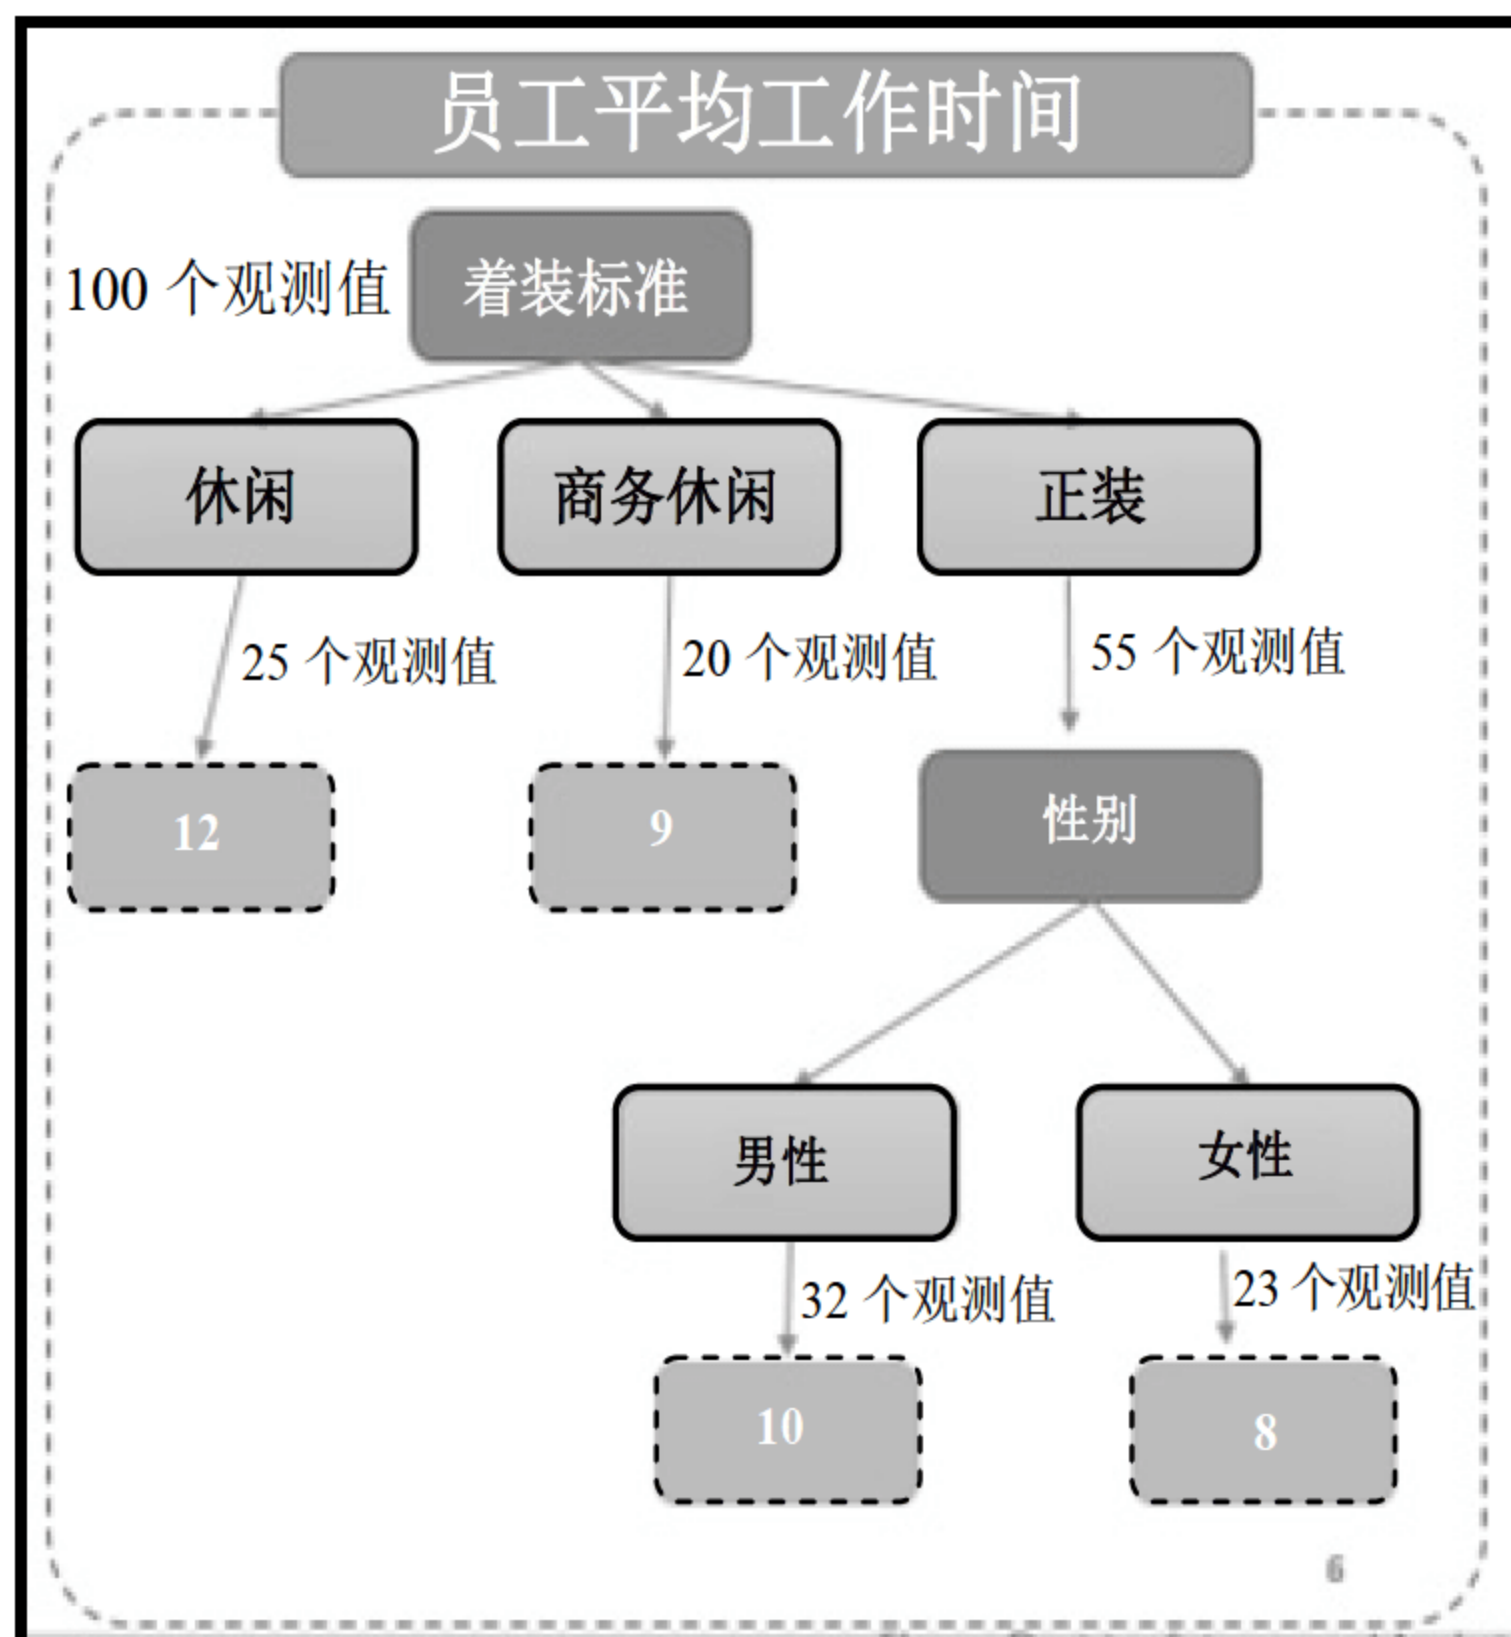 员工平均工作时间
100 个观测值
着装标准
休闲
商务休闲
正装
25 个观测值
20 个观测值
55 个观测值
12
9
性别
男性
女性
32 个观测值
23 个观测值
10
8
6